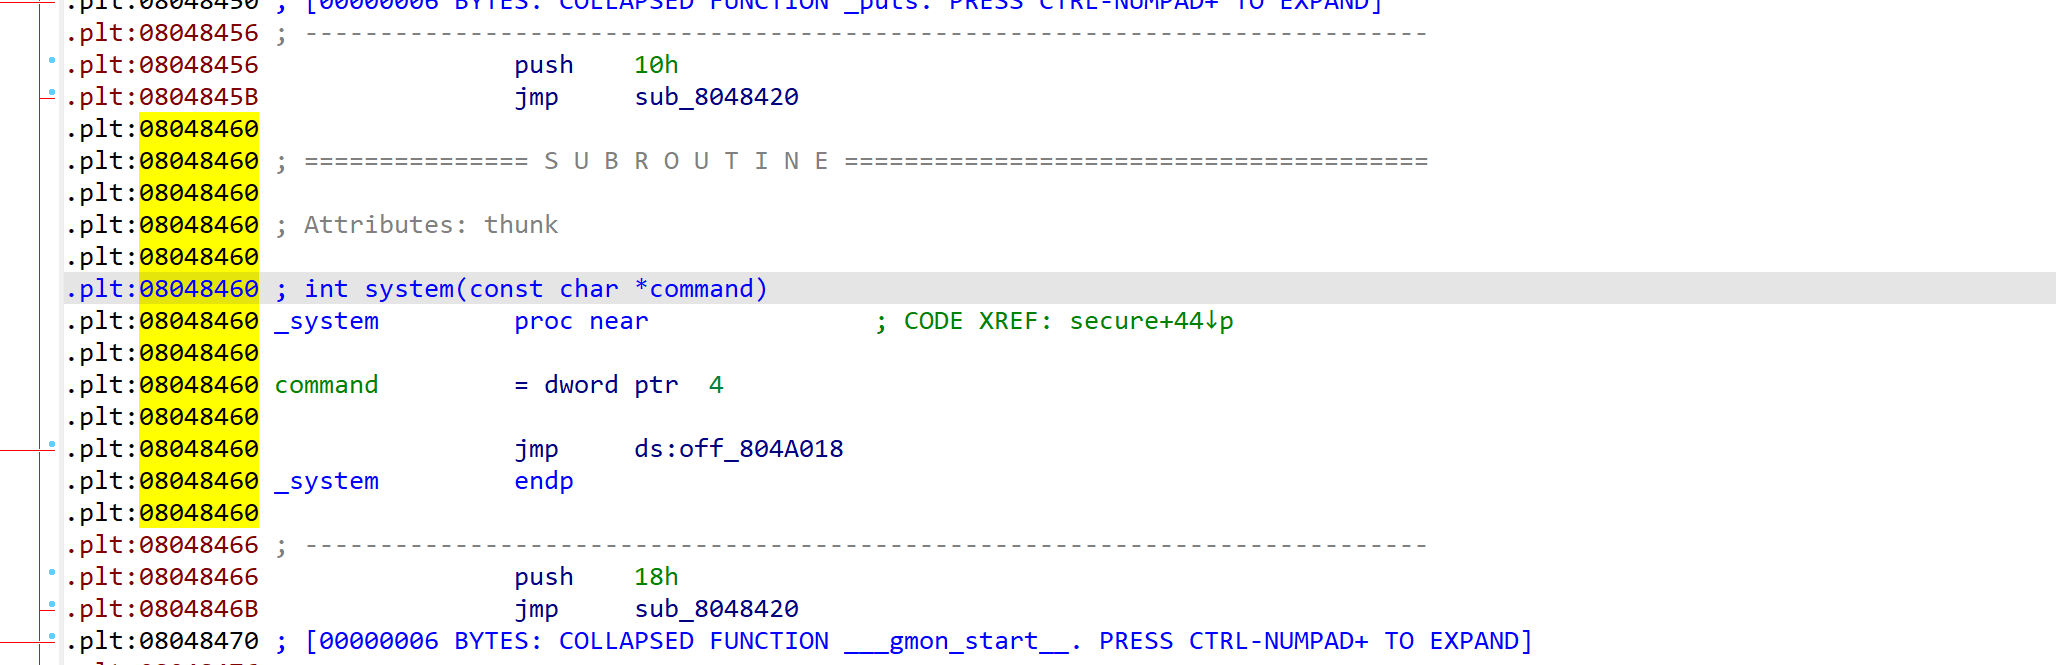 .plt:08048450 ; [00000006 BYTES: COLLAPSED FUNCTION _puts. PRESS CTRL-NUMPAD+ TO EXPAND]
.plt:08048456 ; ---------------------------------------------------------------------------
.plt:08048456                 push    10h
.plt:0804845B                 jmp     sub_8048420
.plt:08048460
.plt:08048460 ; =============== S U B R O U T I N E =======================================
.plt:08048460
.plt:08048460 ; Attributes: thunk
.plt:08048460
.plt:08048460 ; int system(const char *command)
.plt:08048460 _system         proc near               ; CODE XREF: secure+44↓p
.plt:08048460
.plt:08048460 command         = dword ptr  4
.plt:08048460
.plt:08048460                 jmp     ds:off_804A018
.plt:08048460 _system         endp
.plt:08048460
.plt:08048466 ; ---------------------------------------------------------------------------
.plt:08048466                 push    18h
.plt:0804846B                 jmp     sub_8048420
.plt:08048470 ; [00000006 BYTES: COLLAPSED FUNCTION ___gmon_start__. PRESS CTRL-NUMPAD+ TO EXPAND]